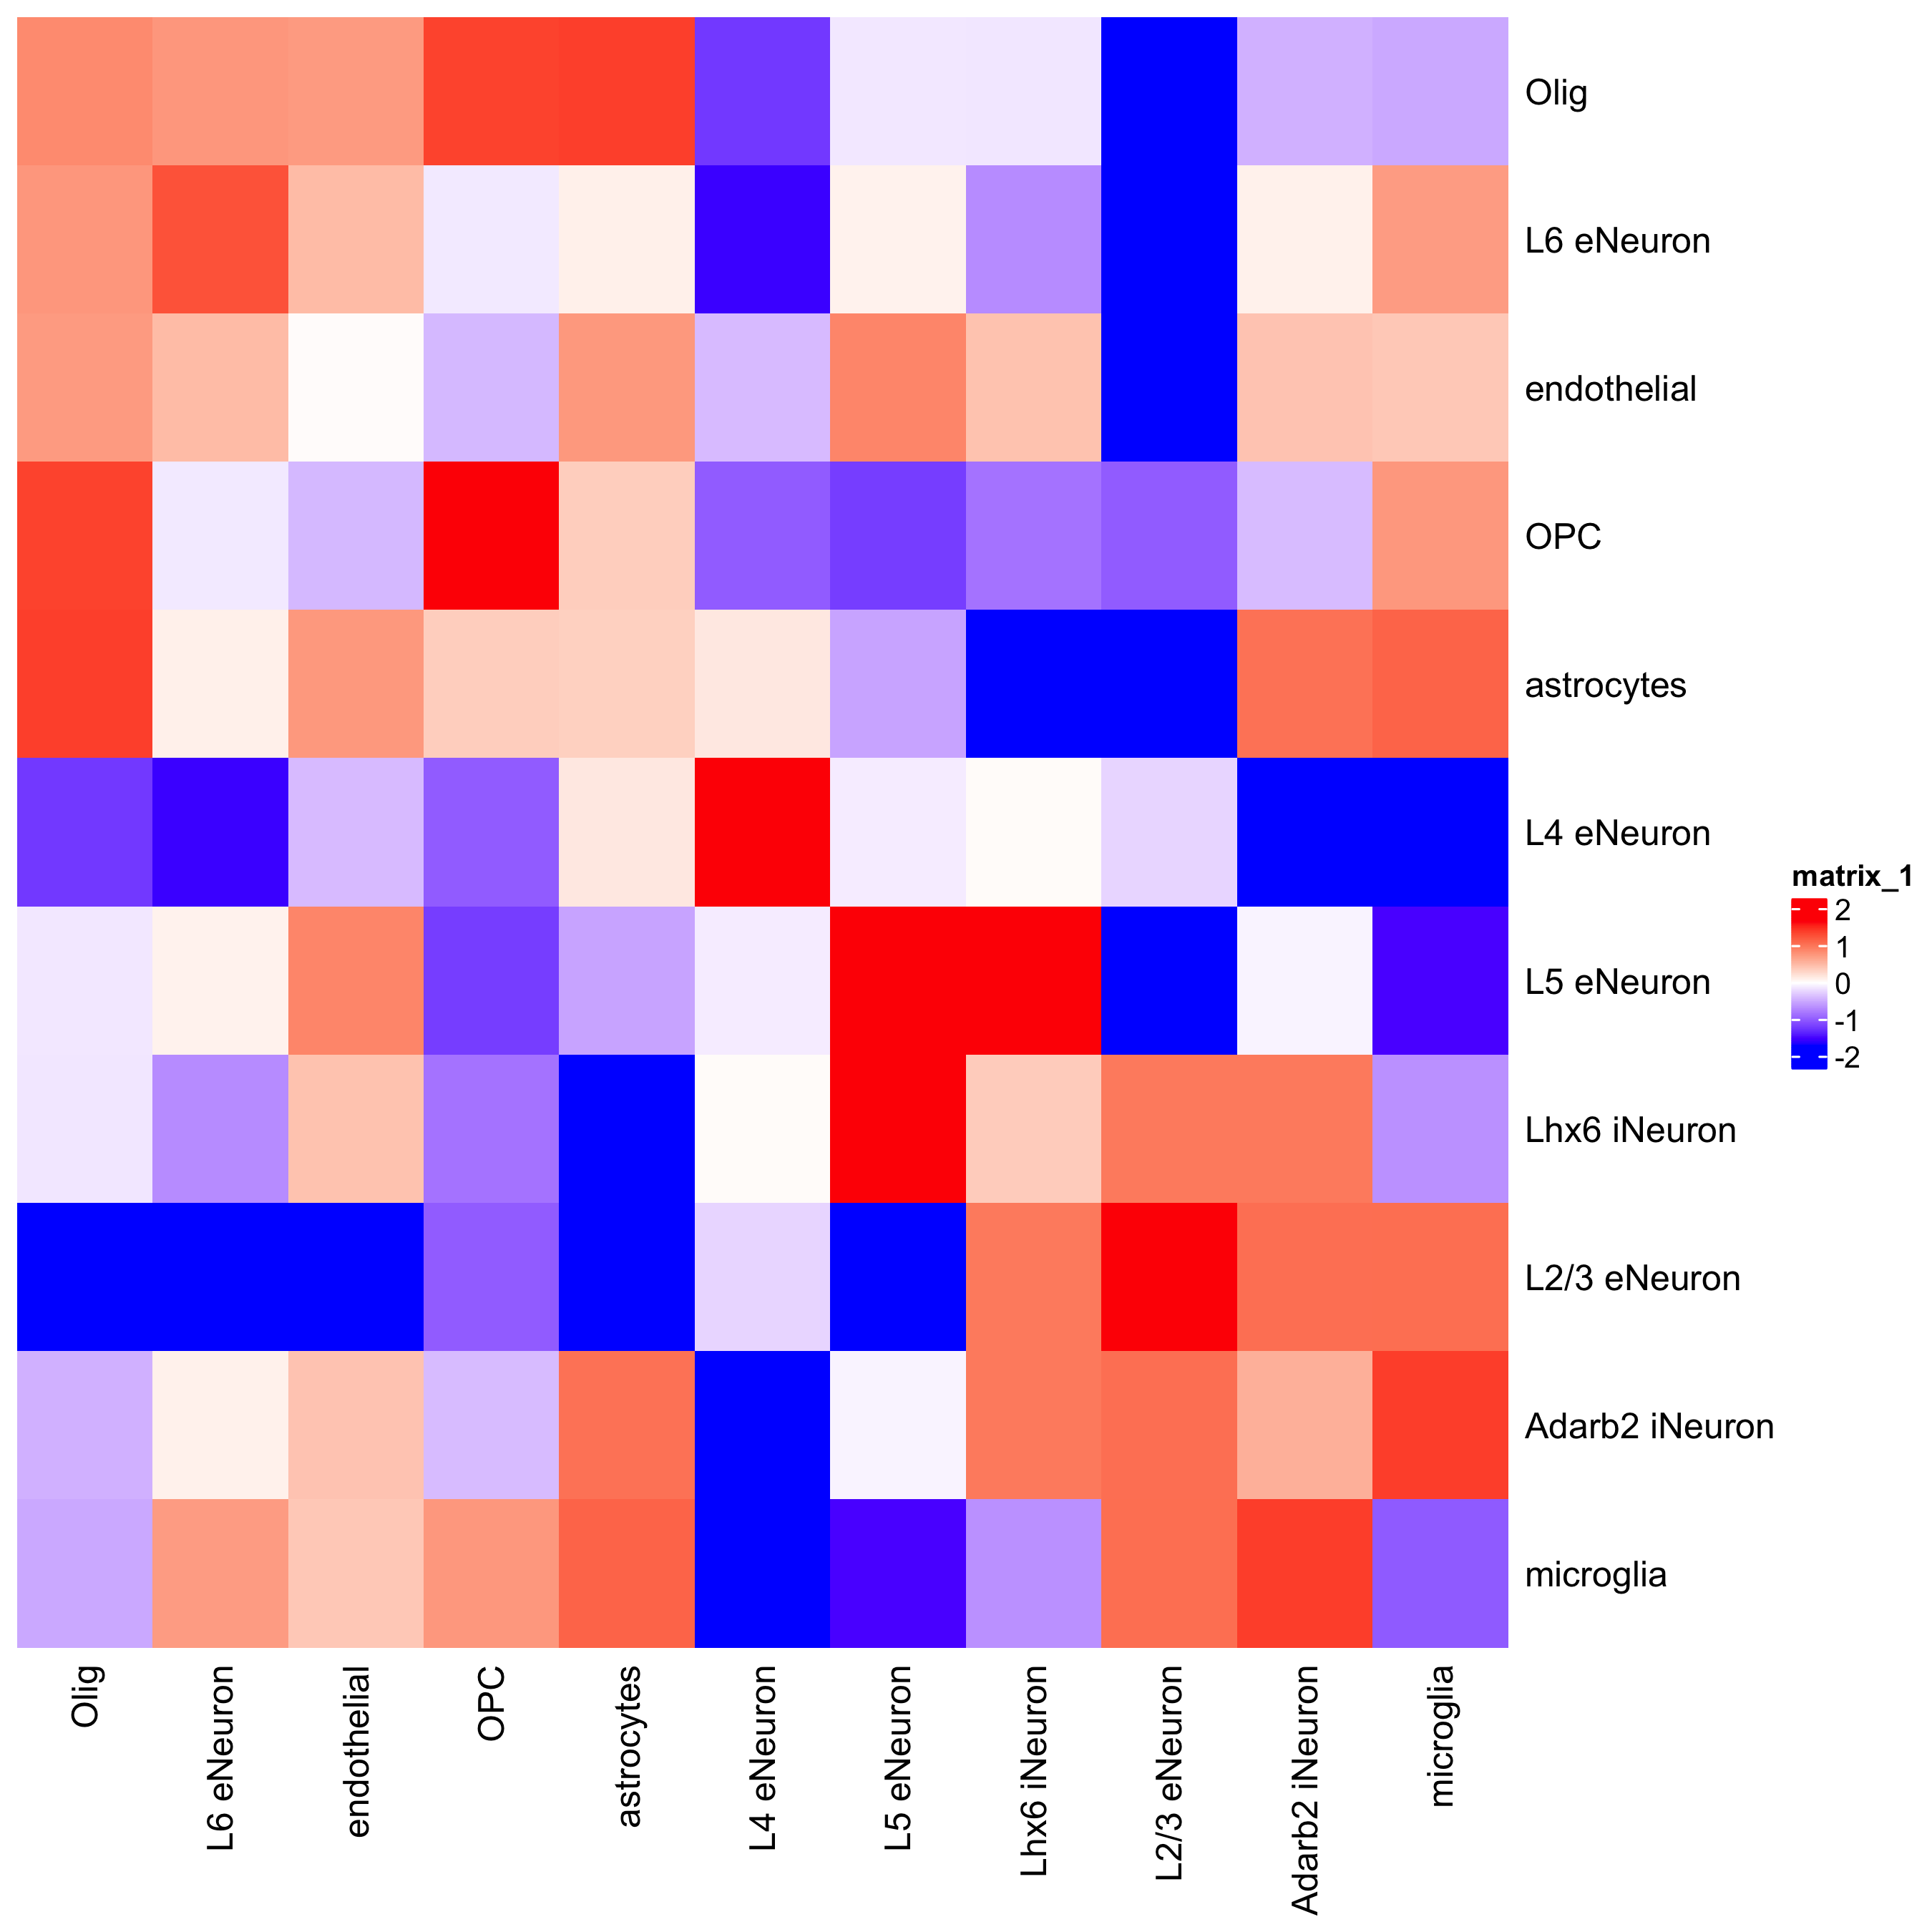 Olig
L6 eNeuron
endothelial
OPC
astrocytes
L4 eNeuron
L5 eNeuron
Lhx6 iNeuron
L2/3 eNeuron
Adarb2 iNeuron
microglia
matrix_1
2
1
0
-1
-2
Olig
L6 eNeuron
endothelial
OPC
astrocytes
L4 eNeuron
L5 eNeuron
Lhx6 iNeuron
L2/3 eNeuron
Adarb2 iNeuron
microglia